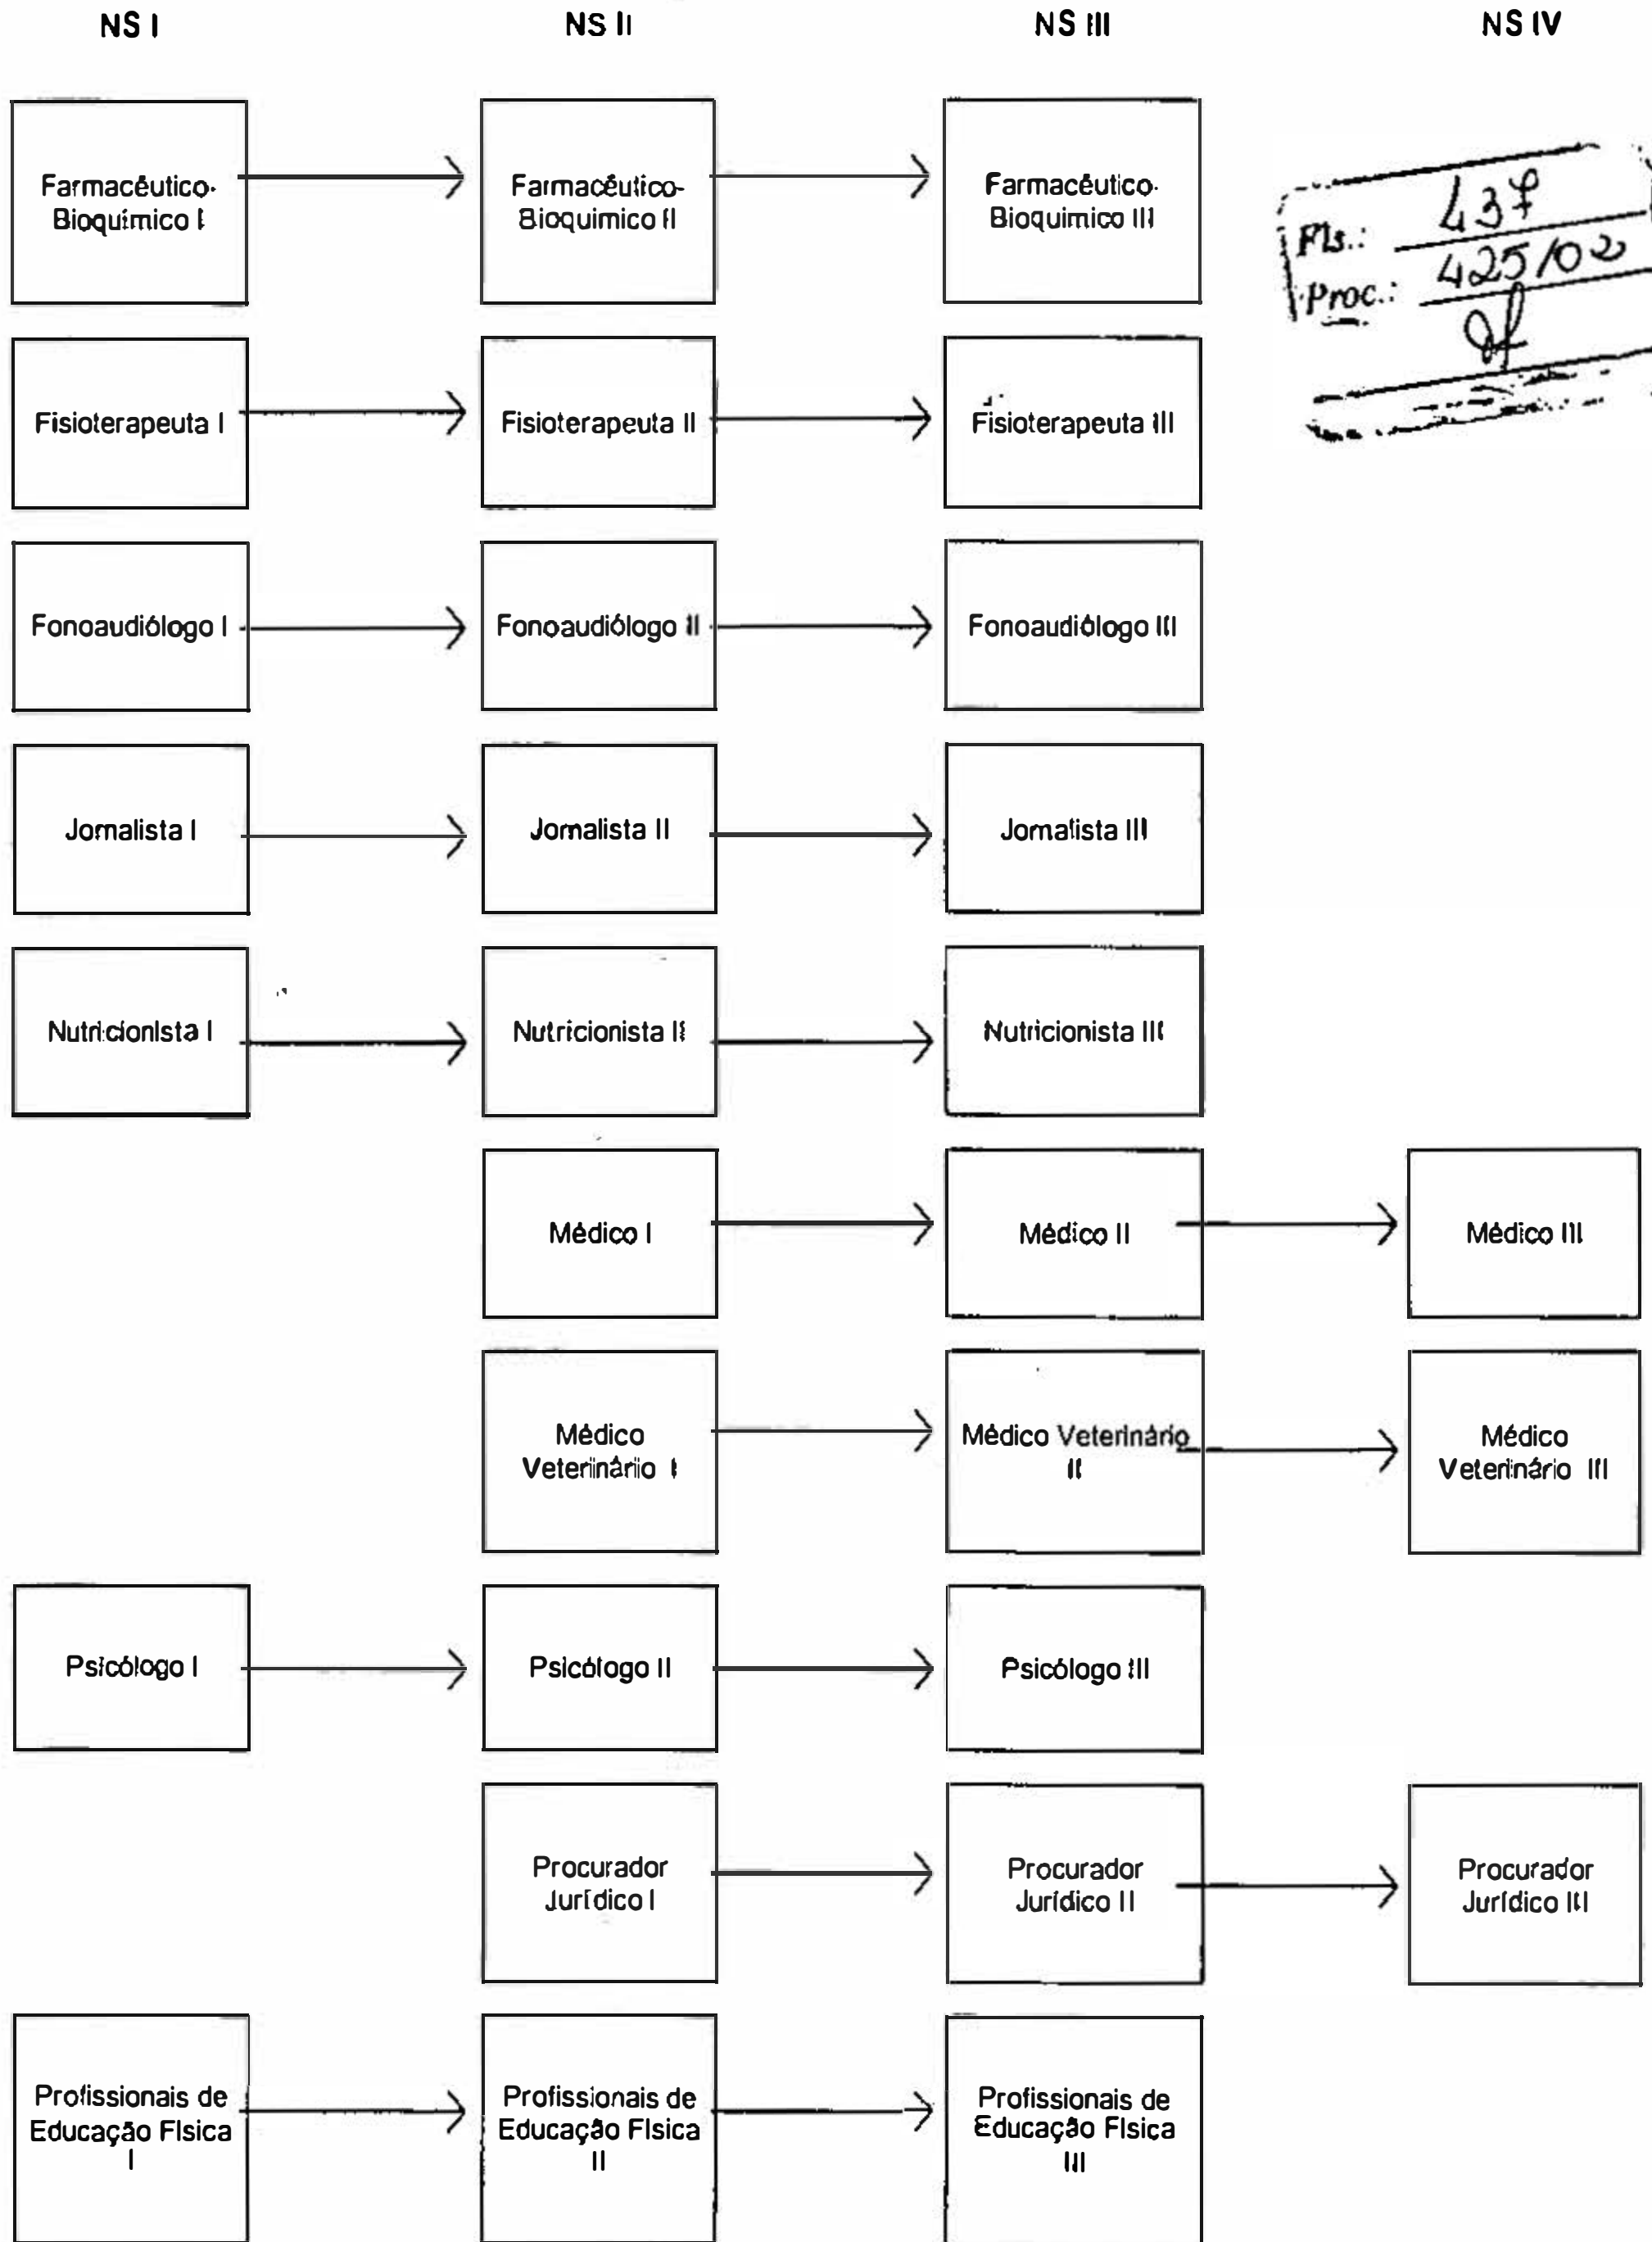 NS I
NS II
NS III
NS IV
Farmacêutico-
Bioquímico I
Farmacêutico-
Bioquimico II
Farmacêutico-
Bioquimico III
Fls.: 437
Proc.: 425/02
Fisioterapeuta I
Fisioterapeuta II
Fisioterapeuta III
Fonoaudiólogo I
Fonoaudiólogo II
Fonoaudiólogo III
Jornalista I
Jornalista II
Jornalista III
Nutricionista I
Nutricionista II
Nutricionista III
Médico I
Médico II
Médico III
Médico
Veterinário I
Médico Veterinário
II
Médico
Veterinário III
Psicólogo I
Psicólogo II
Psicólogo III
Procurador
Jurídico I
Procurador
Jurídico II
Procurador
Jurídico III
Profissionais de
Educação Física
I
Profissionais de
Educação Física
II
Profissionais de
Educação Física
III